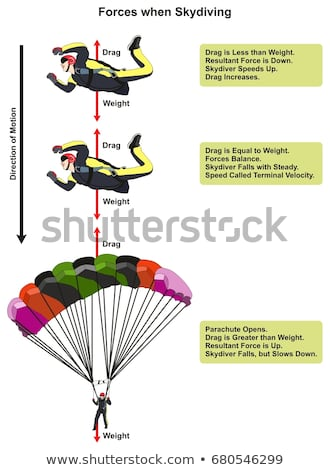 Forces when Skydiving
Drag
Weight
Drag is Less than Weight.
Resultant Force is Down.
Skydiver Speeds Up.
Drag Increases.
Direction of Motion
Drag
Weight
Drag is Equal to Weight.
Forces Balance.
Skydiver Falls with Steady.
Speed Called Terminal Velocity.
shutterstock
Drag
Parachute Opens.
Drag is Greater than Weight.
Resultant Force is Up.
Skydiver Falls, but Slows Down.
Weight
shutterstock
IMAGE ID: 680546299
www.shutterstock.com